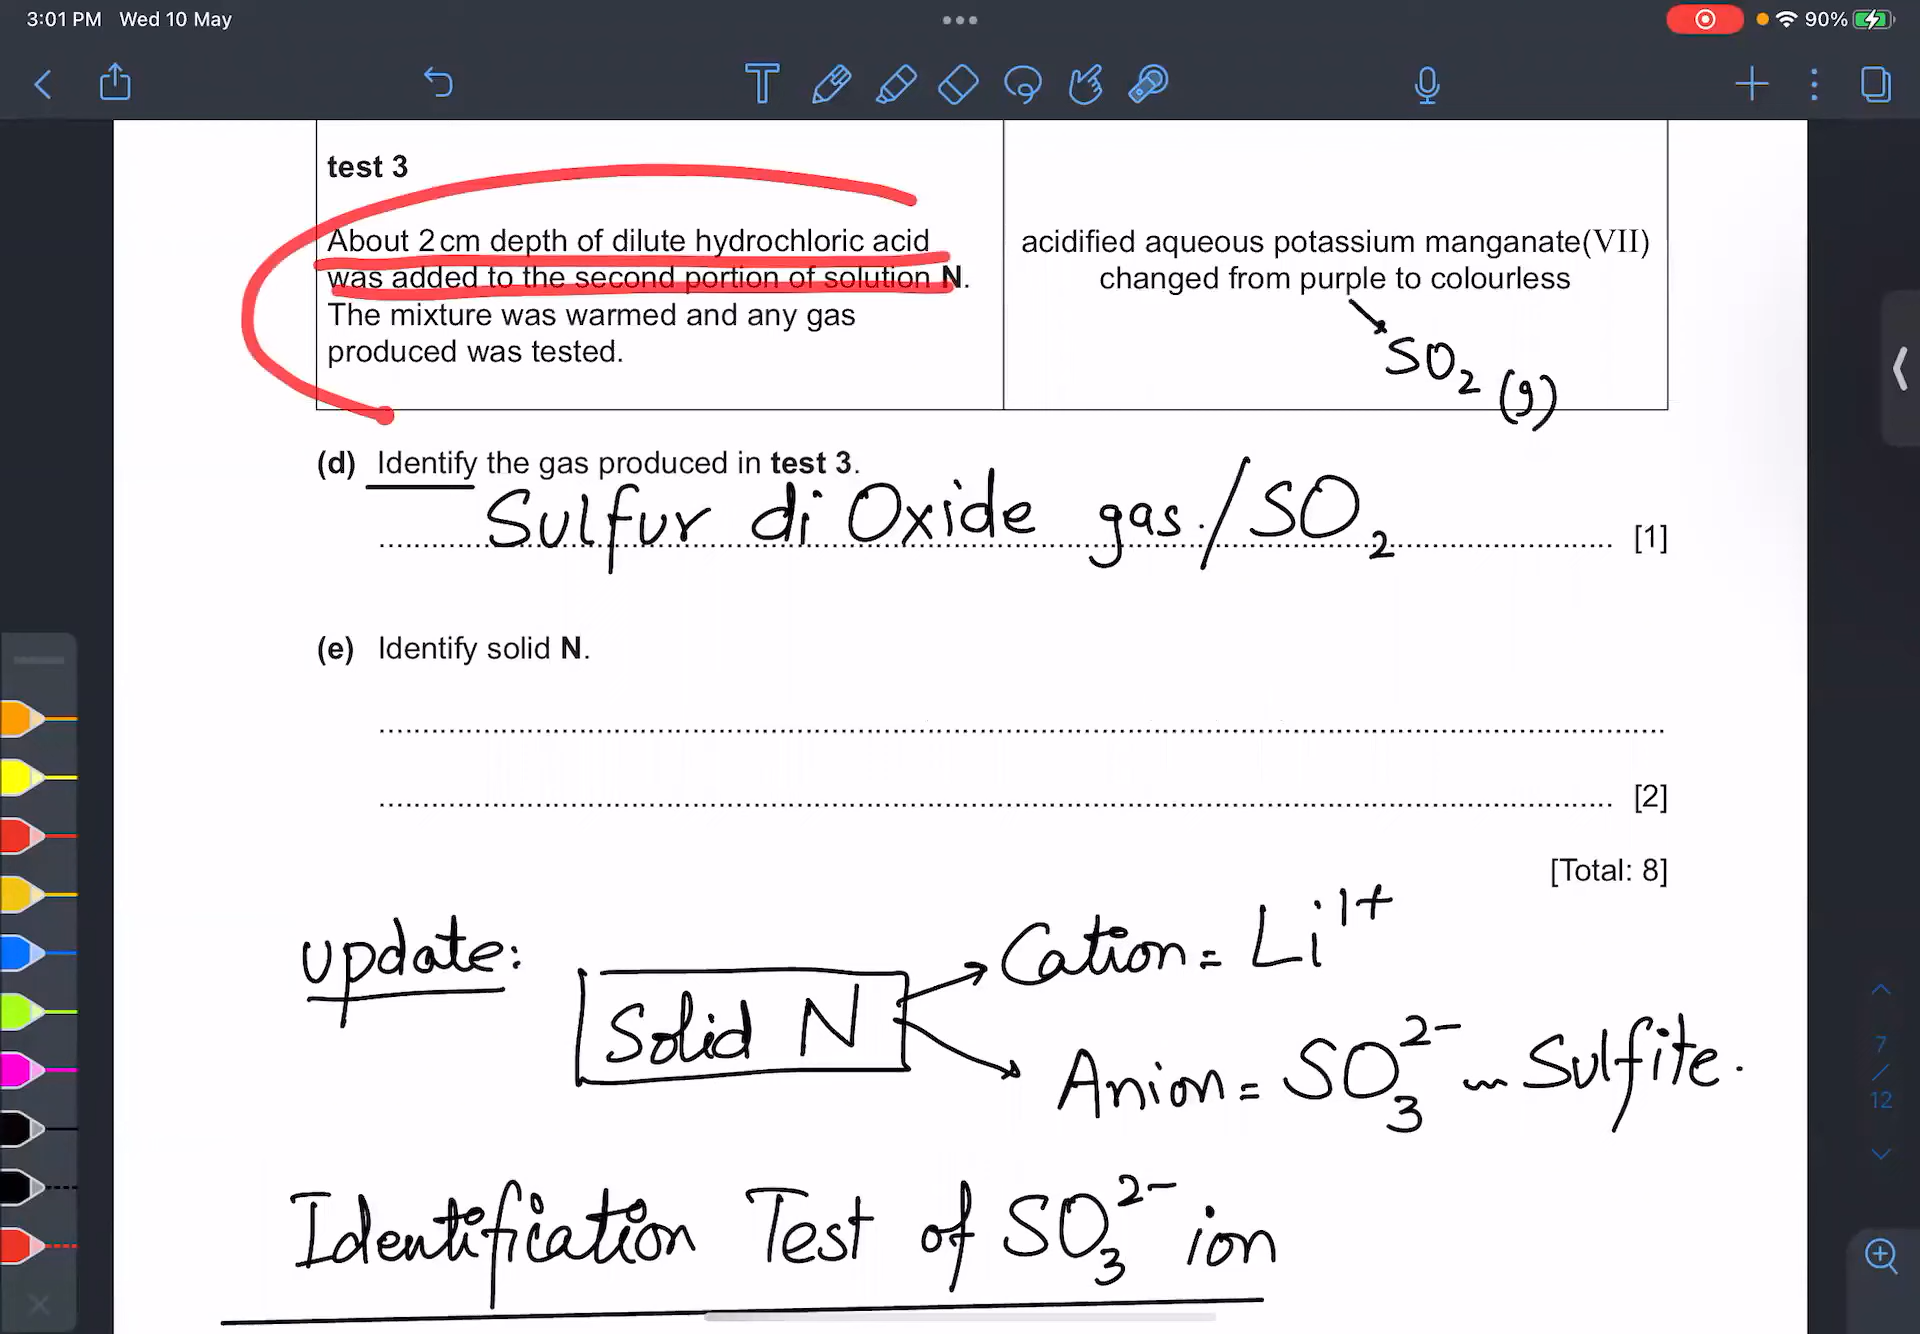 3:01 PM Wed 10 May
90%
test 3
About 2 cm depth of dilute hydrochloric acid
was added to the second portion of solution N.
The mixture was warmed and any gas
produced was tested.
acidified aqueous potassium manganate(VII)
changed from purple to colourless
SO₂ (g)
(d) Identify the gas produced in test 3.
Sulfur di Oxide gas. / SO₂
[1]
(e) Identify solid N.
[2]
[Total: 8]
update:
Solid N
Cation = Li¹⁺
Anion = SO₃²⁻ ~ Sulfite.
Identification Test of SO₃²⁻ ion
7
/
12